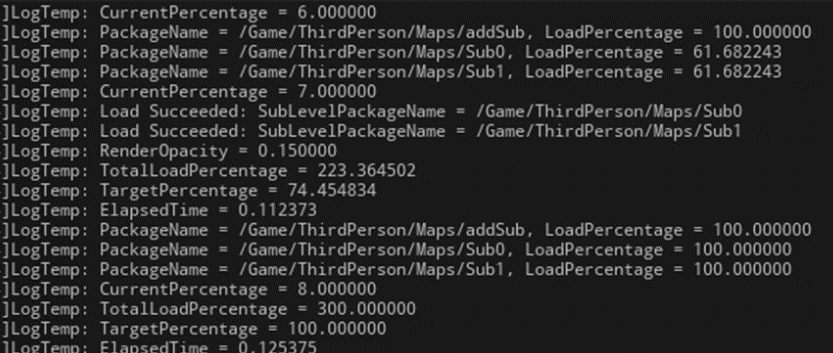 ]LogTemp: CurrentPercentage = 6.000000
]LogTemp: PackageName = /Game/ThirdPerson/Maps/addSub, LoadPercentage = 100.000000
]LogTemp: PackageName = /Game/ThirdPerson/Maps/Sub0, LoadPercentage = 61.682243
]LogTemp: PackageName = /Game/ThirdPerson/Maps/Sub1, LoadPercentage = 61.682243
]LogTemp: CurrentPercentage = 7.000000
]LogTemp: Load Succeeded: SubLevelPackageName = /Game/ThirdPerson/Maps/Sub0
]LogTemp: Load Succeeded: SubLevelPackageName = /Game/ThirdPerson/Maps/Sub1
]LogTemp: RenderOpacity = 0.150000
]LogTemp: TotalLoadPercentage = 223.364502
]LogTemp: TargetPercentage = 74.454834
]LogTemp: ElapsedTime = 0.112373
]LogTemp: PackageName = /Game/ThirdPerson/Maps/addSub, LoadPercentage = 100.000000
]LogTemp: PackageName = /Game/ThirdPerson/Maps/Sub0, LoadPercentage = 100.000000
]LogTemp: PackageName = /Game/ThirdPerson/Maps/Sub1, LoadPercentage = 100.000000
]LogTemp: CurrentPercentage = 8.000000
]LogTemp: TotalLoadPercentage = 300.000000
]LogTemp: TargetPercentage = 100.000000
]LogTemp: ElapsedTime = 0.125375